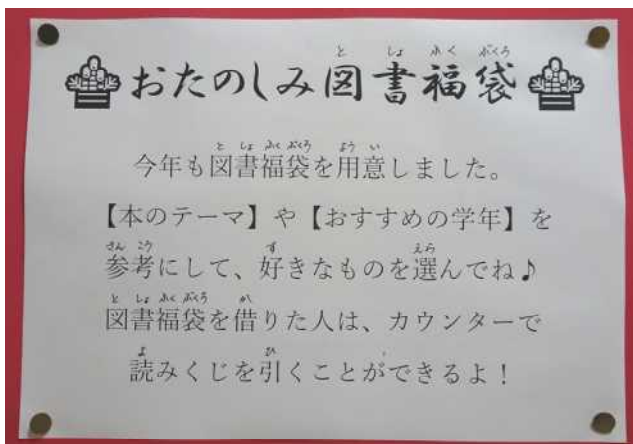 おたのしみ図書福袋
今年も図書福袋を用意しました。
【本のテーマ】や【おすすめの学年】を
参考にして、好きなものを選んでね♪
図書福袋を借りた人は、カウンターで
読みくじを引くことができるよ！